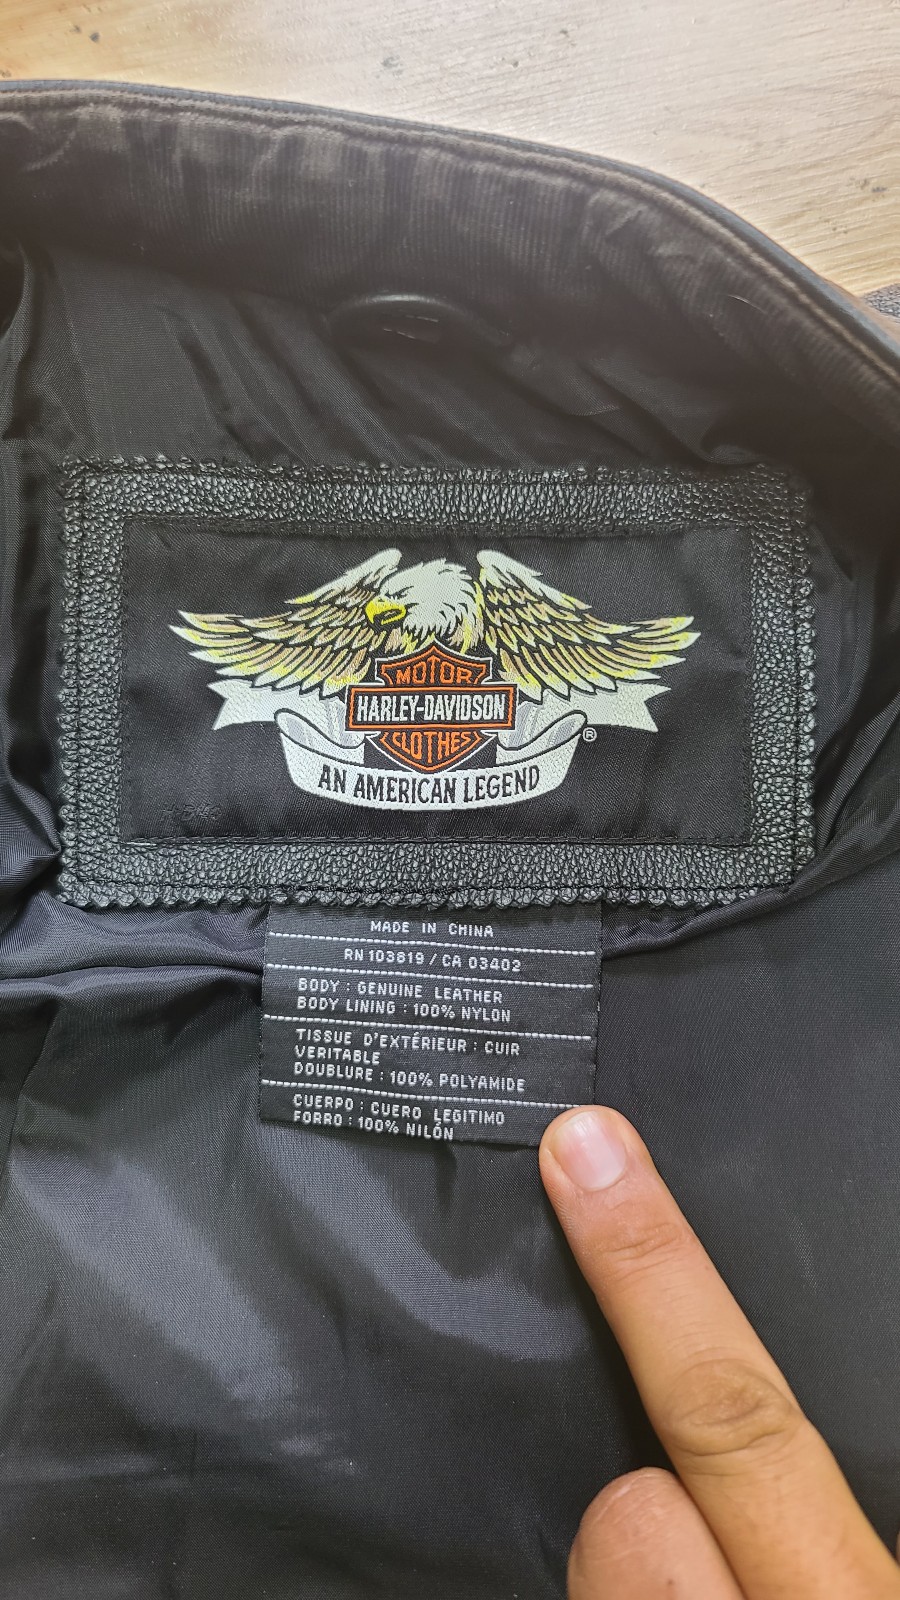 MOTOR
HARLEY-DAVIDSON
CLOTHES
®
AN AMERICAN LEGEND
MADE IN CHINA
RN 103819 / CA 03402
BODY : GENUINE LEATHER
BODY LINING : 100% NYLON
TISSUE D'EXTÉRIEUR : CUIR
VERITABLE
DOUBLURE : 100% POLYAMIDE
CUERPO : CUERO LEGITIMO
FORRO : 100% NILÓN